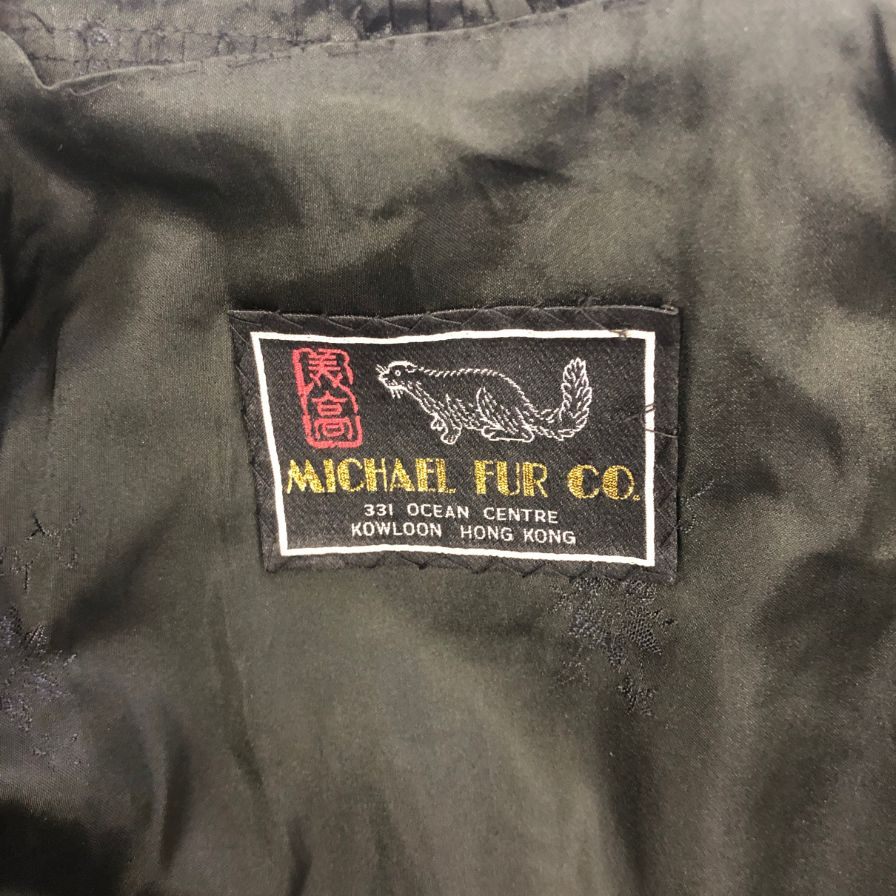 美高
MICHAEL FUR CO.
331 OCEAN CENTRE
KOWLOON HONG KONG